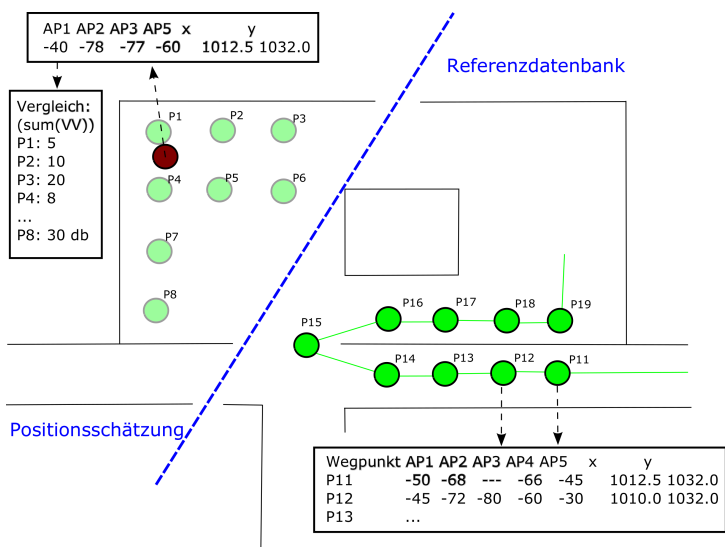 AP1 AP2 AP3 AP5 x y
-40 -78 -77 -60 1012.5 1032.0
Referenzdatenbank
Vergleich:
(sum(VV))
P1: 5
P2: 10
P3: 20
P4: 8
...
P8: 30 db
P1
P2
P3
P4
P5
P6
P7
P8
P15
P16
P17
P18
P19
P14
P13
P12
P11
Positionsschätzung
Wegpunkt AP1 AP2 AP3 AP4 AP5 x y
P11 -50 -68 --- -66 -45 1012.5 1032.0
P12 -45 -72 -80 -60 -30 1010.0 1032.0
P13 ...